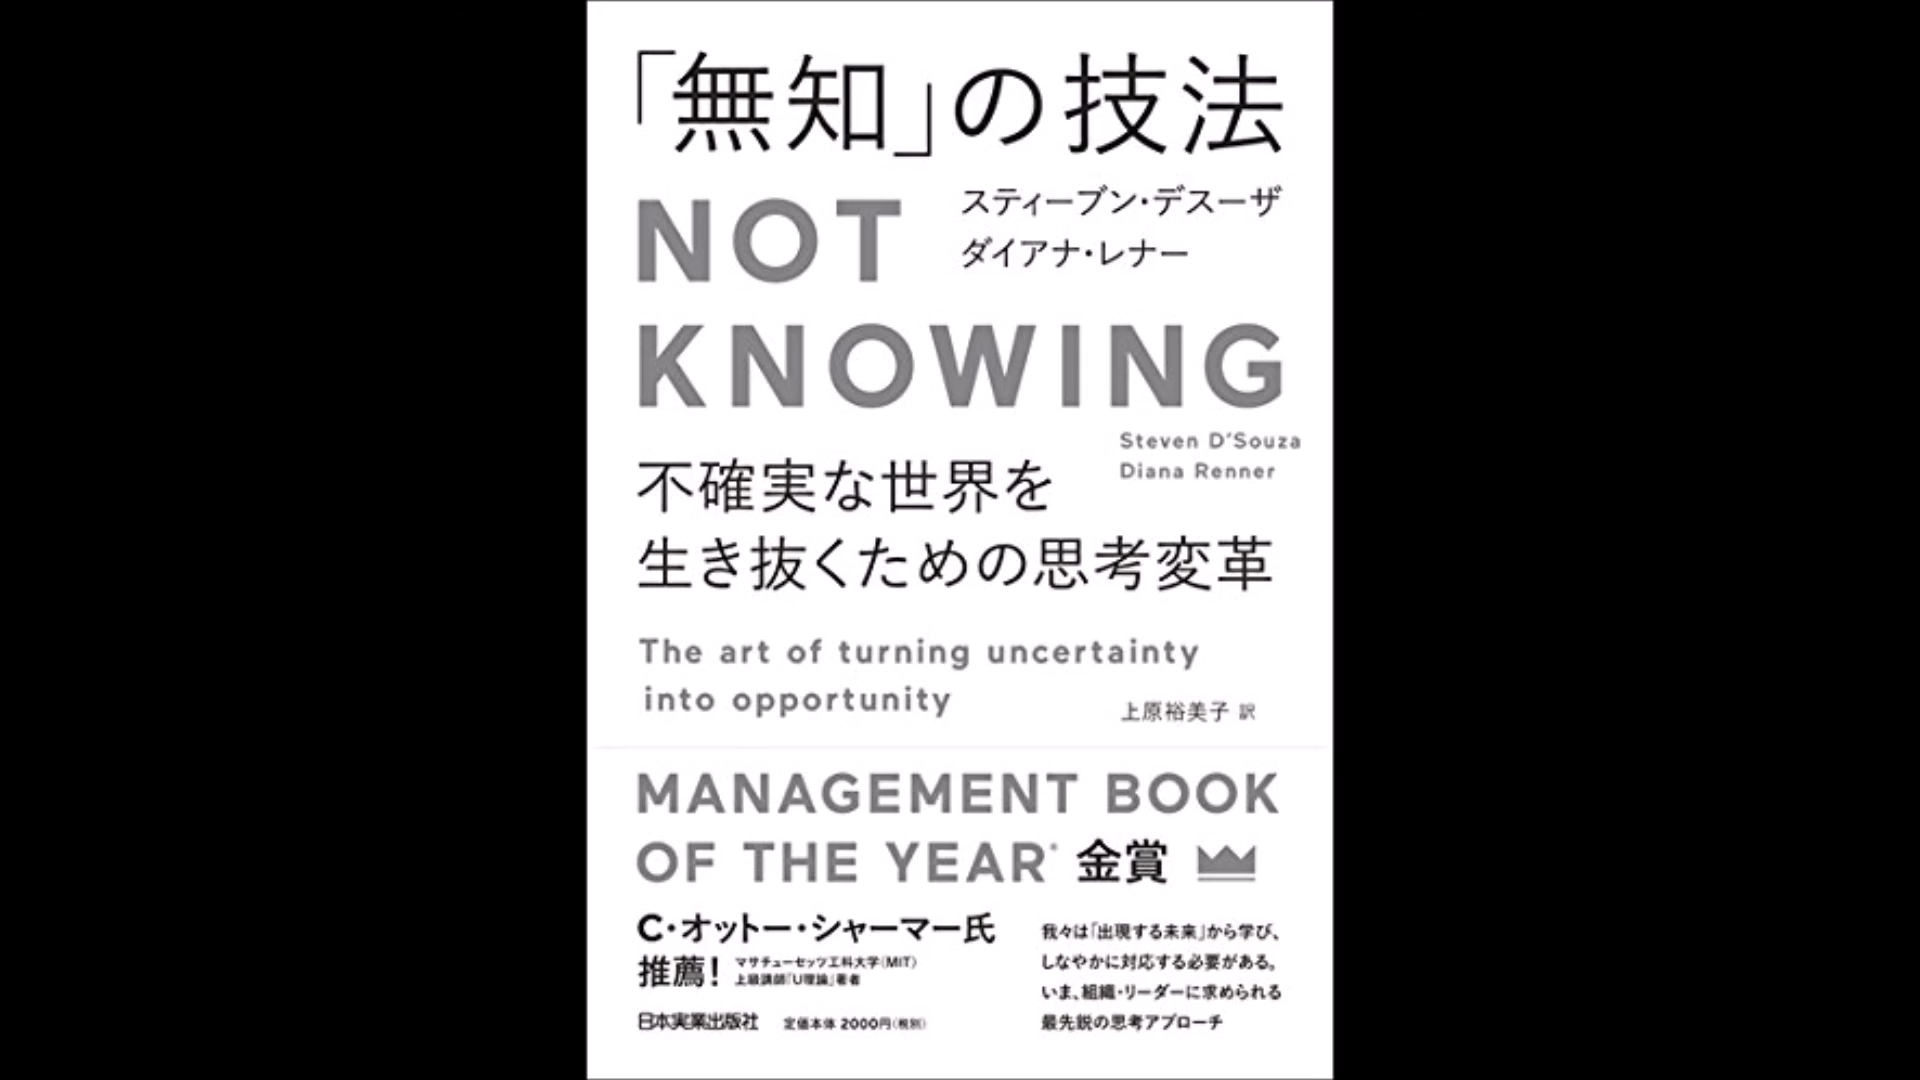 「無知」の技法
NOT
スティーブン・デスーザ
ダイアナ・レナー
KNOWING
Steven D'Souza
Diana Renner
不確実な世界を
生き抜くための思考変革
The art of turning uncertainty
into opportunity
上原裕美子 訳
MANAGEMENT BOOK
OF THE YEAR® 金賞
C・オットー・シャーマー氏
推薦!
マサチューセッツ工科大学(MIT)
上級講師「U理論」著者
我々は「出現する未来」から学び、
しなやかに対応する必要がある。
いま、組織・リーダーに求められる
最先鋭の思考アプローチ
日本実業出版社
定価本体 2000円(税別)